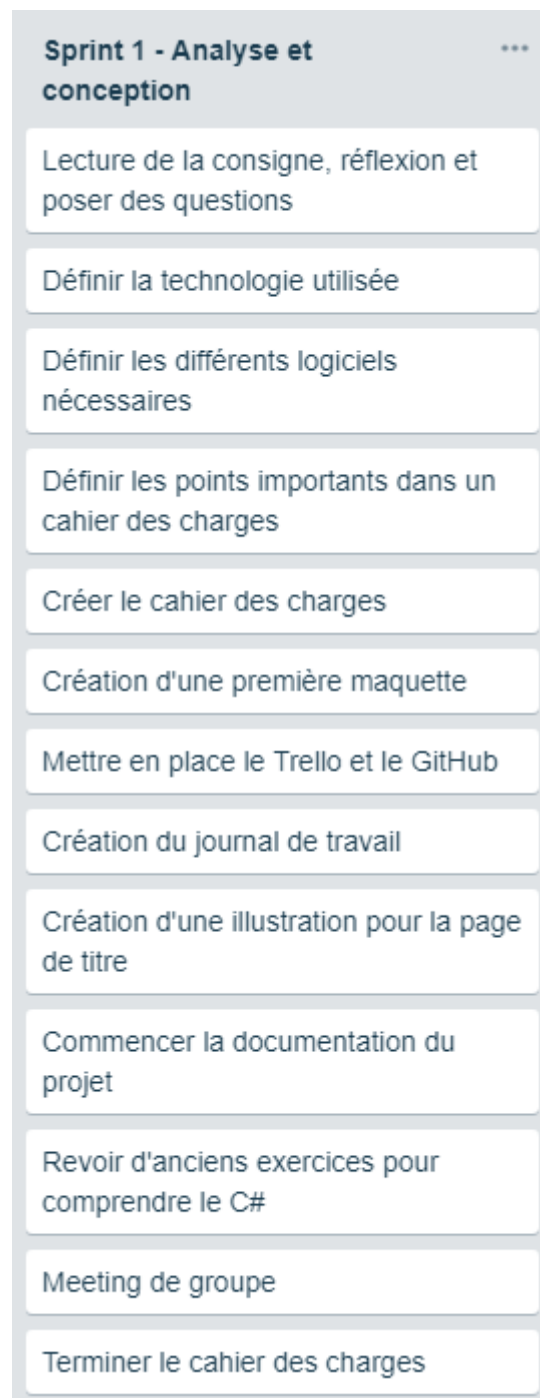 Sprint 1 - Analyse et
conception
Lecture de la consigne, réflexion et
poser des questions
Définir la technologie utilisée
Définir les différents logiciels
nécessaires
Définir les points importants dans un
cahier des charges
Créer le cahier des charges
Création d'une première maquette
Mettre en place le Trello et le GitHub
Création du journal de travail
Création d'une illustration pour la page
de titre
Commencer la documentation du
projet
Revoir d'anciens exercices pour
comprendre le C#
Meeting de groupe
Terminer le cahier des charges